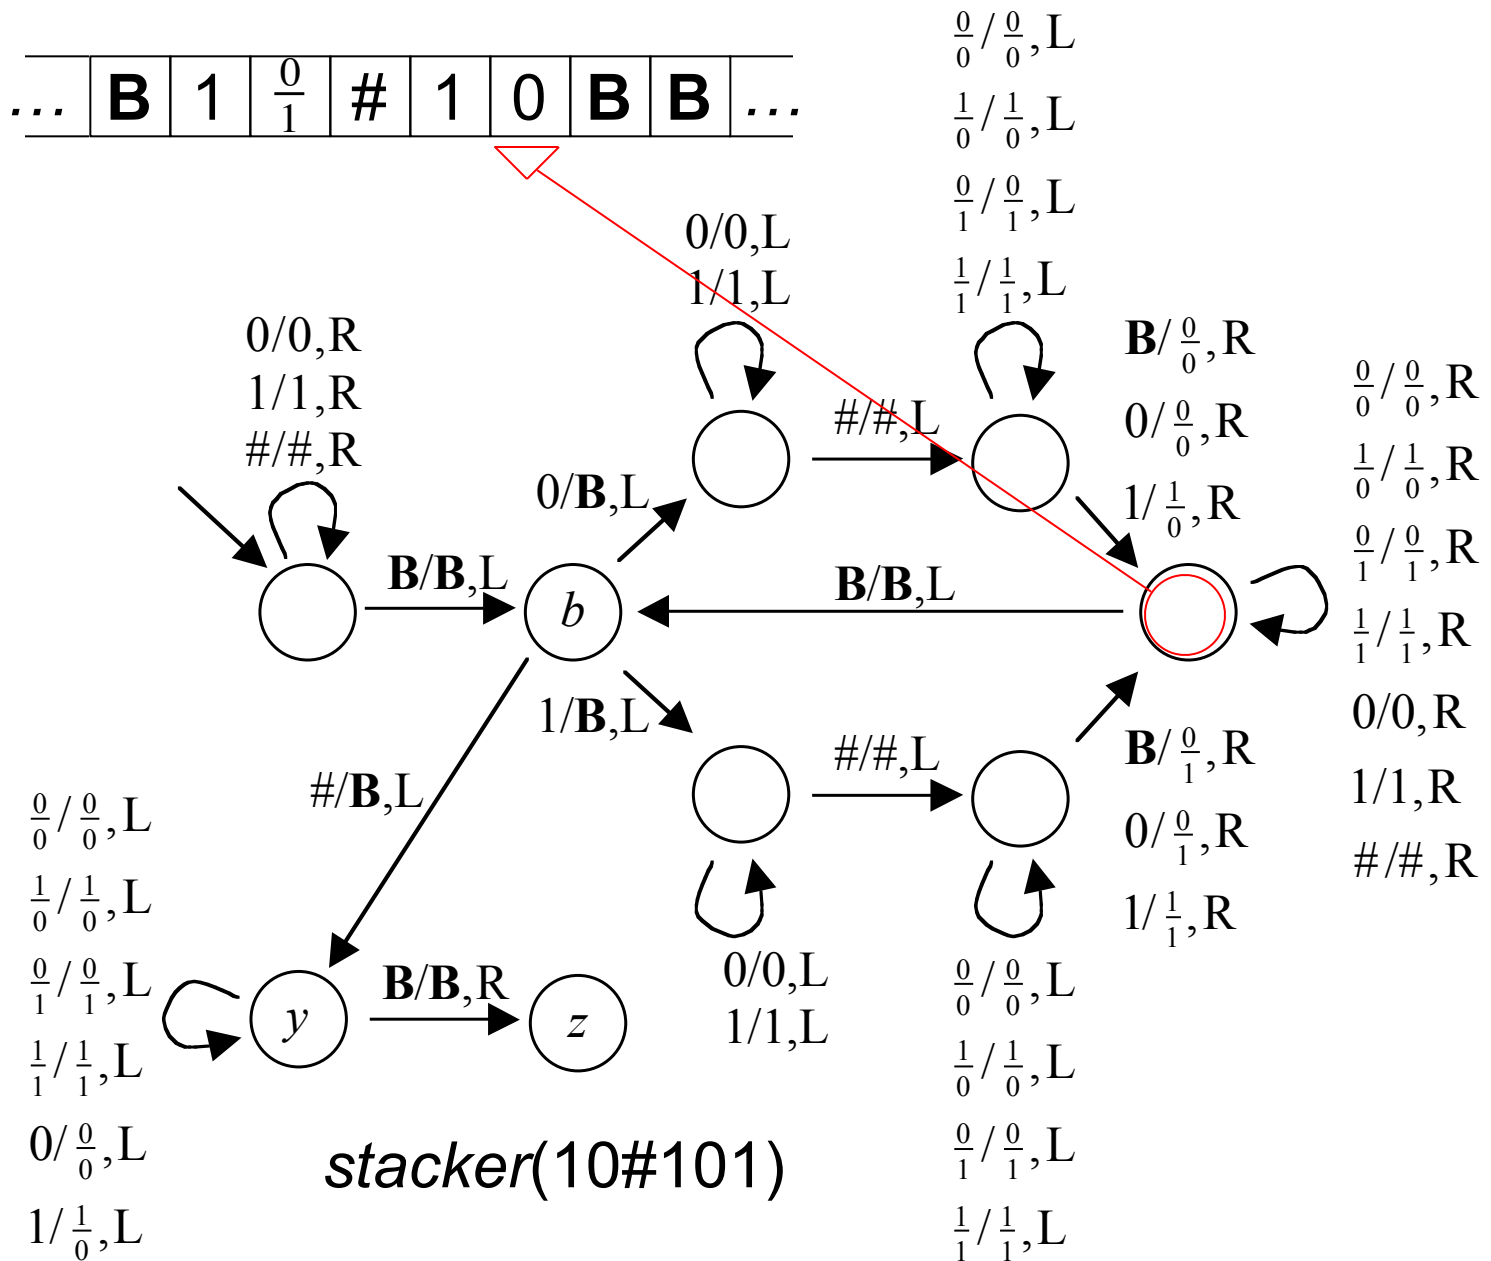 ... B 1 0/1 # 1 0 B B ...
0/0 / 0/0 , L
1/0 / 1/0 , L
0/1 / 0/1 , L
1/1 / 1/1 , L
0/0,L
1/1,L
0/0,R
1/1,R
#/#,R
B/ 0/0 , R
0/ 0/0 , R
1/ 1/0 , R
0/0 / 0/0 , R
1/0 / 1/0 , R
0/1 / 0/1 , R
1/1 / 1/1 , R
0/0, R
1/1, R
#/#, R
#/#,L
0/B,L
B/B,L
b
B/B,L
1/B,L
#/#,L
B/ 0/1 , R
0/ 0/1 , R
1/ 1/1 , R
#/B,L
0/0 / 0/0 , L
1/0 / 1/0 , L
0/1 / 0/1 , L
1/1 / 1/1 , L
0/ 0/0 , L
1/ 1/0 , L
y
B/B,R
z
0/0,L
1/1,L
0/0 / 0/0 , L
1/0 / 1/0 , L
0/1 / 0/1 , L
1/1 / 1/1 , L
stacker(10#101)